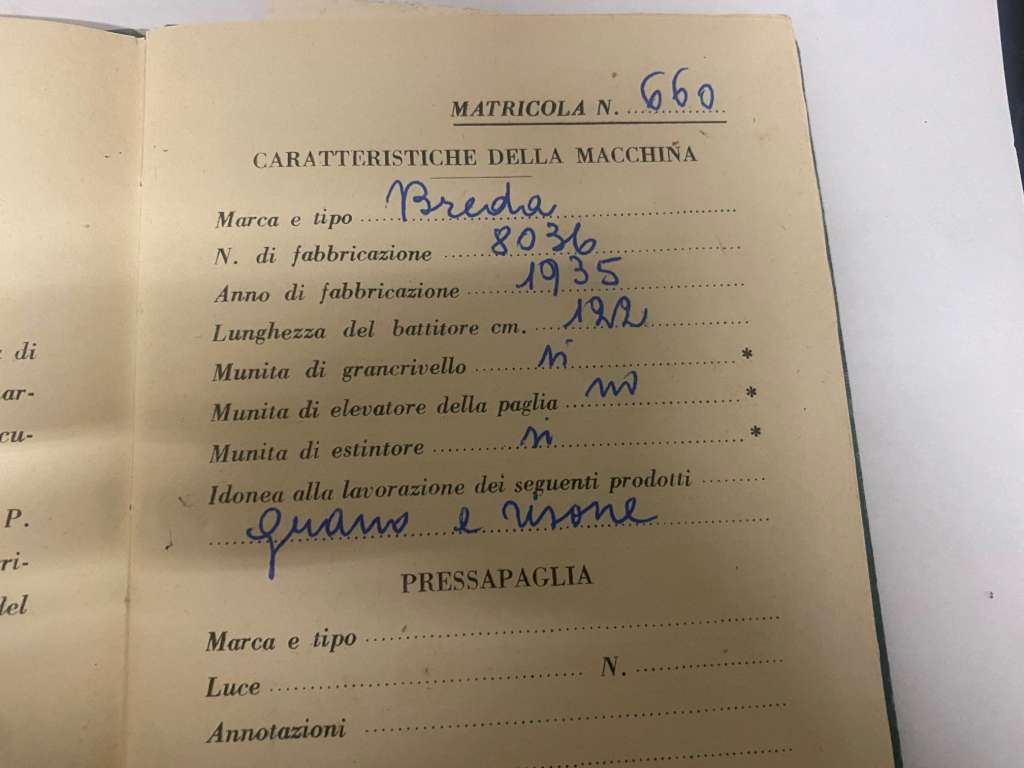 MATRICOLA N. 660
CARATTERISTICHE DELLA MACCHINA
Marca e tipo Breda
N. di fabbricazione 8036
Anno di fabbricazione 1935
Lunghezza del battitore cm. 122
Munita di grancrivello si *
Munita di elevatore della paglia no *
Munita di estintore si *
Idonea alla lavorazione dei seguenti prodotti
grano e risone
PRESSAPAGLIA
Marca e tipo
Luce N.
Annotazioni
di
ar-
cu-
P.
ri-
del